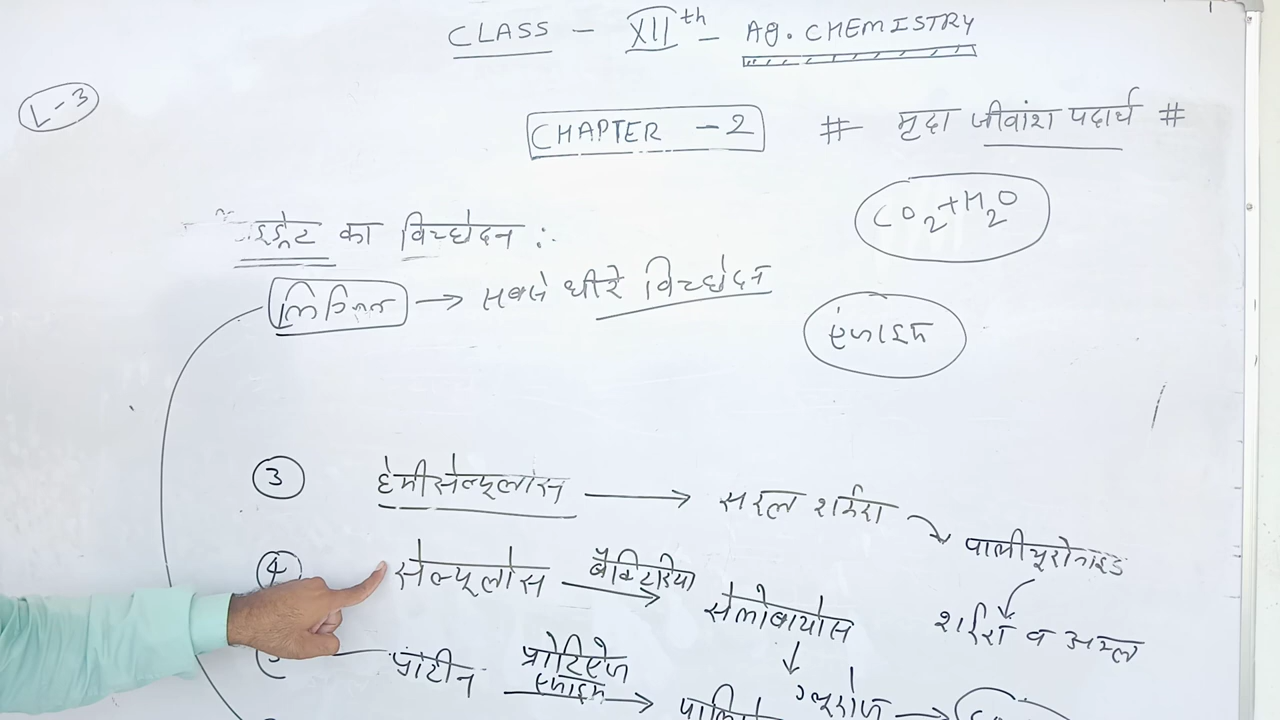 CLASS - XIIth - AG. CHEMISTRY
L-3
CHAPTER - 2 # मृदा जीवांश पदार्थ #
CO2+H2O
का विच्छेदन :-
लिग्निन → सबसे धीरे विच्छेदन
एंजाइम
3 हेमीसेल्यूलोस → सरल शर्करा → पालीयूरोनाइड
→ शर्करा व अम्ल
4 सेल्यूलोस बैक्टिरिया → सेलोबायोस
→ ग्लूकोज →
प्रोटीन प्रोटिऐज एंजाइम →